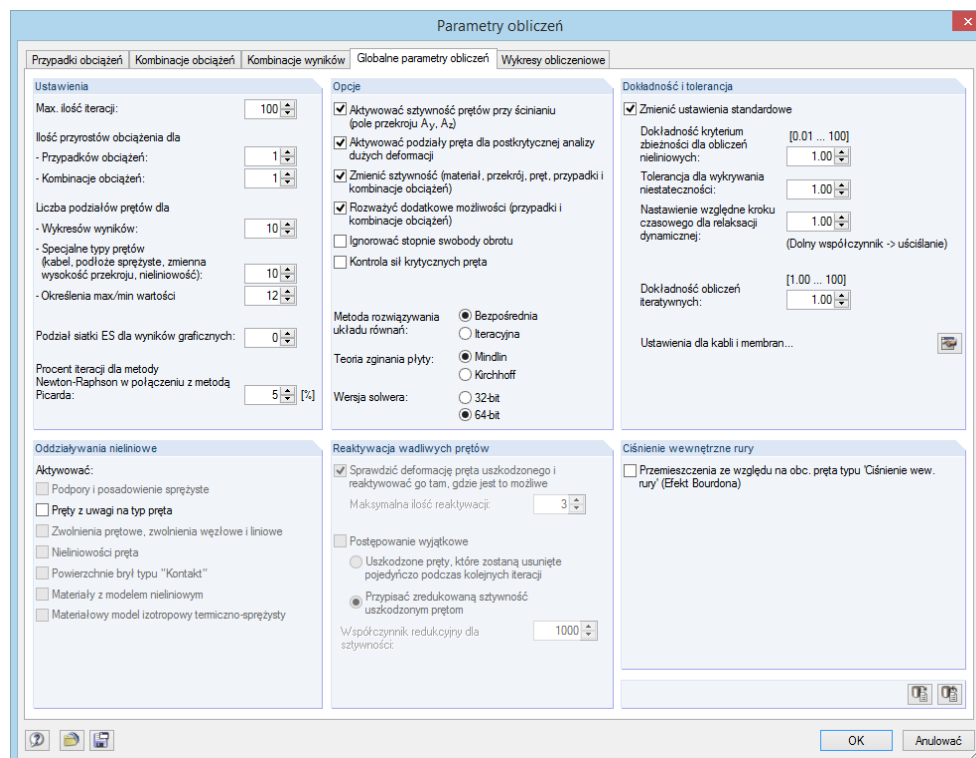 Parametry obliczeń
Przypadki obciążeń
Kombinacje obciążeń
Kombinacje wyników
Globalne parametry obliczeń
Wykresy obliczeniowe
Ustawienia
Max. ilość iteracji:
100
Ilość przyrostów obciążenia dla
- Przypadków obciążeń:
1
- Kombinacje obciążeń:
1
Liczba podziałów prętów dla
- Wykresów wyników:
10
- Specjalne typy prętów
(kabel, podłoże sprężyste, zmienna
wysokość przekroju, nieliniowość):
10
- Określenia max/min wartości
12
Podział siatki ES dla wyników graficznych:
0
Procent iteracji dla metody
Newton-Raphson w połączeniu z metodą
Picarda:
5 [%]
Opcje
Aktywować sztywność prętów przy ścinaniu
(pole przekroju Ay, Az)
Aktywować podziały pręta dla postkrytycznej analizy
dużych deformacji
Zmienić sztywność (materiał, przekrój, pręt, przypadki i
kombinacje obciążeń)
Rozważyć dodatkowe możliwości (przypadki i
kombinacje obciążeń)
Ignorować stopnie swobody obrotu
Kontrola sił krytycznych pręta
Metoda rozwiązywania
układu równań:
Bezpośrednia
Iteracyjna
Teoria zginania płyty:
Mindlin
Kirchhoff
Wersja solwera:
32-bit
64-bit
Dokładność i tolerancja
Zmienić ustawienia standardowe
Dokładność kryterium
zbieżności dla obliczeń
nieliniowych:
[0.01 ... 100]
1.00
Tolerancja dla wykrywania
niestateczności:
1.00
Nastawienie względne kroku
czasowego dla relaksacji
dynamicznej:
1.00
(Dolny współczynnik -> uściślanie)
Dokładność obliczeń
iteratywnych:
[1.00 ... 100]
1.00
Ustawienia dla kabli i membran...
Oddziaływania nieliniowe
Aktywować:
Podpory i posadowienie sprężyste
Pręty z uwagi na typ pręta
Zwolnienia prętowe, zwolnienia węzłowe i liniowe
Nieliniowości pręta
Powierzchnie brył typu "Kontakt"
Materiały z modelem nieliniowym
Materiałowy model izotropowy termiczno-sprężysty
Reaktywacja wadliwych prętów
Sprawdzić deformację pręta uszkodzonego i
reaktywować go tam, gdzie jest to możliwe
Maksymalna ilość reaktywacji:
3
Postępowanie wyjątkowe
Uszkodzone pręty, które zostaną usunięte
pojedyńczo podczas kolejnych iteracji
Przypisać zredukowaną sztywność
uszkodzonym prętom
Współczynnik redukcyjny dla
sztywności:
1000
Ciśnienie wewnętrzne rury
Przemieszczenia ze względu na obc. pręta typu 'Ciśnienie wew.
rury' (Efekt Bourdona)
OK
Anulować